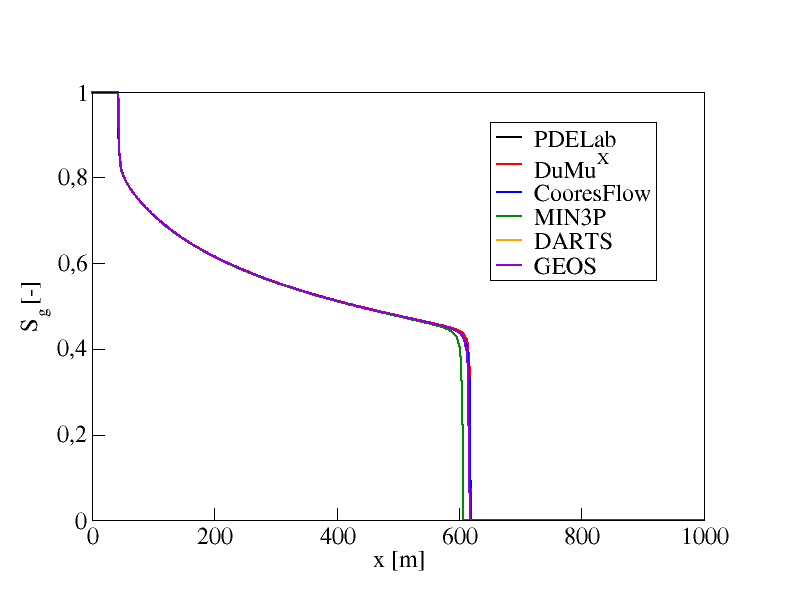 1
0,8
0,6
0,4
0,2
0
S_g [-]
PDELab
DuMu^X
CooresFlow
MIN3P
DARTS
GEOS
0 200 400 600 800 1000
x [m]